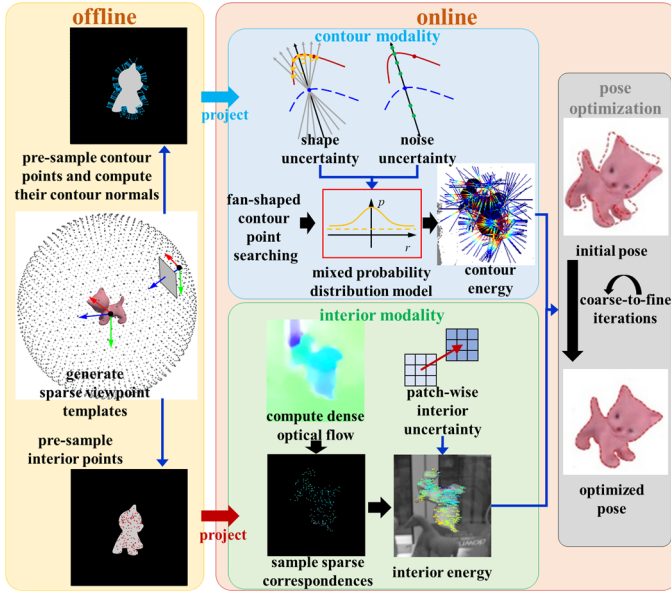 offline
pre-sample contour
points and compute
their contour normals
generate
sparse viewpoint
templates
pre-sample
interior points
project
project
online
contour modality
shape
uncertainty
noise
uncertainty
fan-shaped
contour
point
searching
p
r
mixed probability
distribution model
contour
energy
interior modality
compute dense
optical flow
patch-wise
interior
uncertainty
sample sparse
correspondences
interior energy
pose
optimization
initial pose
coarse-to-fine
iterations
optimized
pose